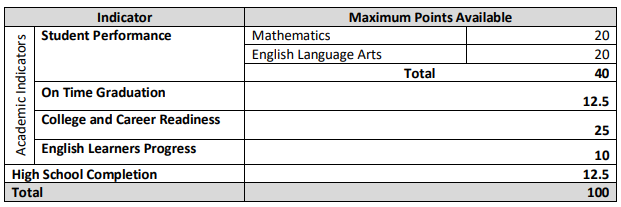 Indicator Maximum Points Available
Academic Indicators
Student Performance Mathematics 20
English Language Arts 20
Total 40
On Time Graduation
12.5
College and Career Readiness
25
English Learners Progress
10
High School Completion 12.5
Total 100